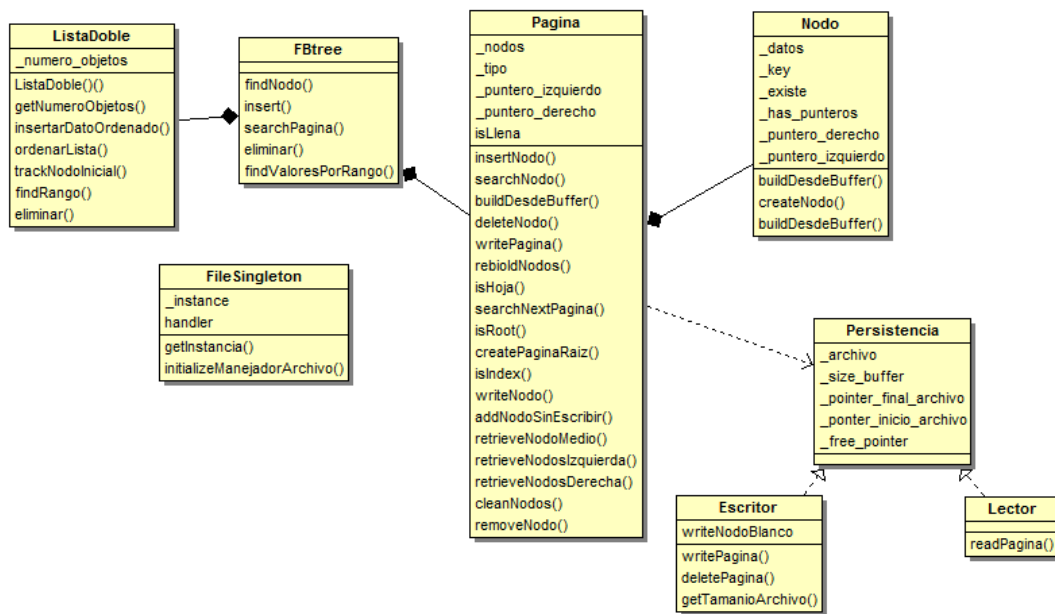 ListaDoble
_numero_objetos
ListaDoble()()
getNumeroObjetos()
insertarDatoOrdenado()
ordenarLista()
trackNodoInicial()
findRango()
eliminar()
FBtree
findNodo()
insert()
searchPagina()
eliminar()
findValoresPorRango()
Pagina
_nodos
_tipo
_puntero_izquierdo
_puntero_derecho
isLlena
insertNodo()
searchNodo()
buildDesdeBuffer()
deleteNodo()
writePagina()
rebioldNodos()
isHoja()
searchNextPagina()
isRoot()
createPaginaRaiz()
isIndex()
writeNodo()
addNodoSinEscribir()
retrieveNodoMedio()
retrieveNodosIzquierda()
retrieveNodosDerecha()
cleanNodos()
removeNodo()
Nodo
_datos
_key
_existe
_has_punteros
_puntero_derecho
_puntero_izquierdo
buildDesdeBuffer()
createNodo()
buildDesdeBuffer()
FileSingleton
_instance
handler
getInstancia()
initializeManejadorArchivo()
Persistencia
_archivo
_size_buffer
_pointer_final_archivo
_ponter_inicio_archivo
_free_pointer
Escritor
writeNodoBlanco
writePagina()
deletePagina()
getTamanioArchivo()
Lector
readPagina()